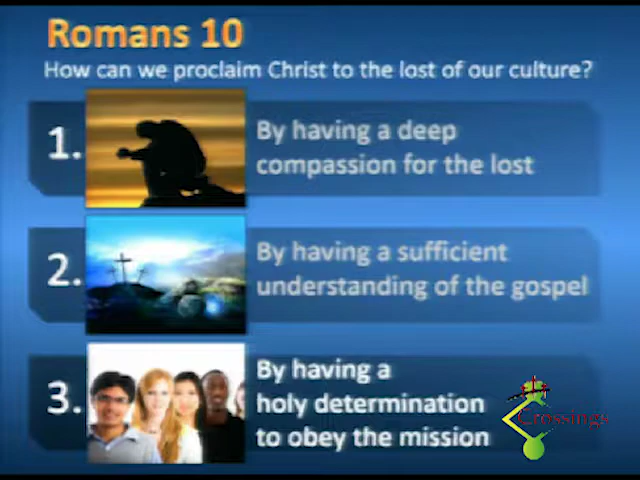 Romans 10
How can we proclaim Christ to the lost of our culture?
1.
By having a deep
compassion for the lost
2.
By having a sufficient
understanding of the gospel
3.
By having a
holy determination
to obey the mission
Crossings